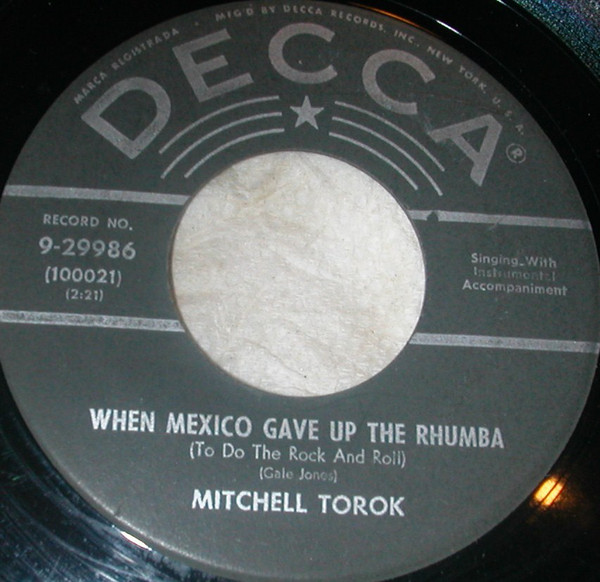 MARCA REGISTRADA • MF'G'D BY DECCA RECORDS, INC., NEW YORK, U.S.A.
DECCA
®
RECORD NO.
9-29986
(100021)
(2:21)
Singing With
Instrumental
Accompaniment
WHEN MEXICO GAVE UP THE RHUMBA
(To Do The Rock And Roll)
(Gale Jones)
MITCHELL TOROK